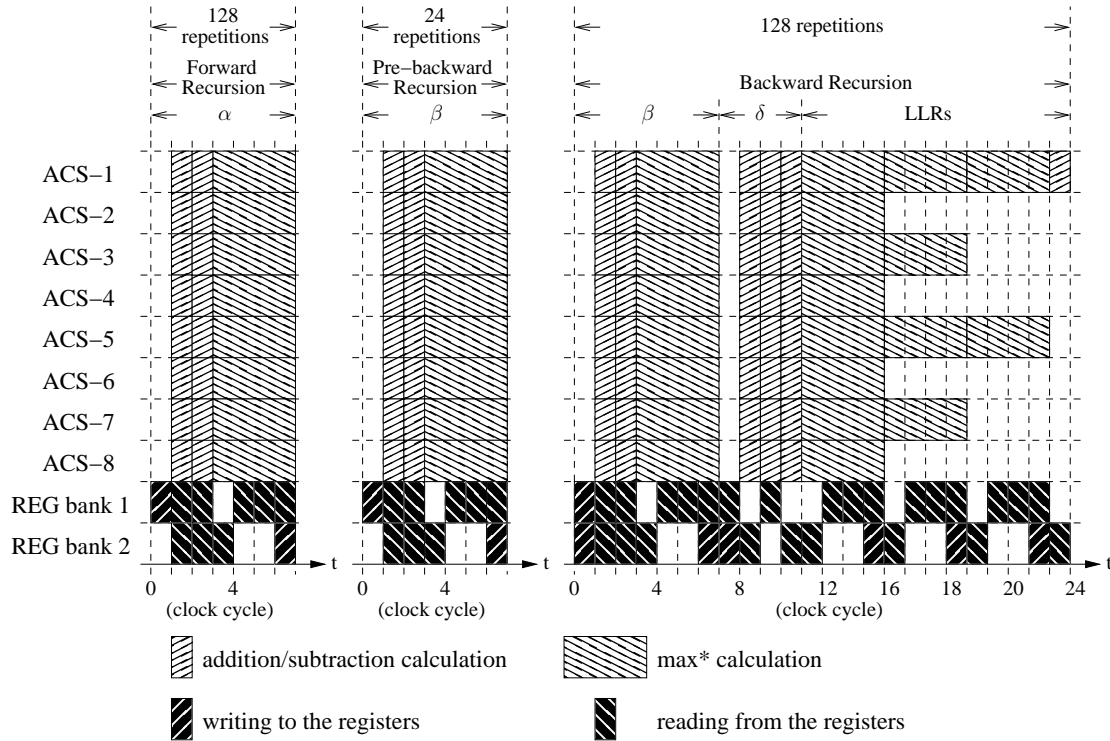 128
repetitions
24
repetitions
128 repetitions
Forward
Recursion
Pre−backward
Recursion
Backward Recursion
α
β
β
δ
LLRs
ACS−1
ACS−2
ACS−3
ACS−4
ACS−5
ACS−6
ACS−7
ACS−8
REG bank 1
REG bank 2
0 4 t
0 4 t
0 4 8 12 16 18 20 24 t
(clock cycle)
(clock cycle)
(clock cycle)
addition/subtraction calculation
max* calculation
writing to the registers
reading from the registers